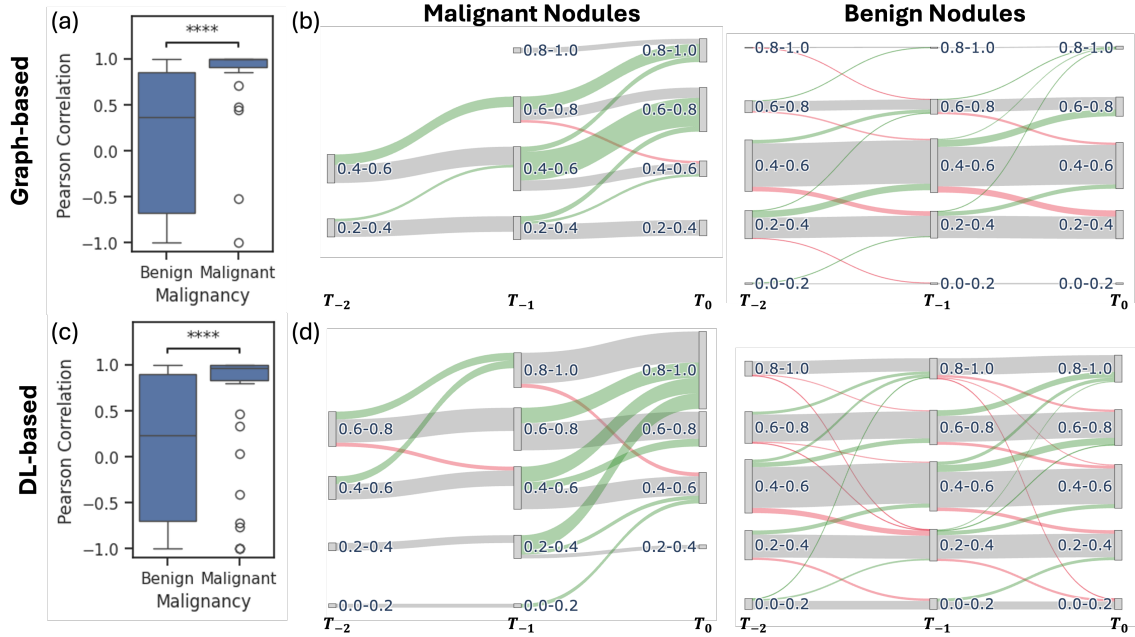 Malignant Nodules
Benign Nodules
Graph-based
(a)
****
1.0
0.5
0.0
−0.5
−1.0
Pearson Correlation
Benign Malignant
Malignancy
(b)
0.8-1.0 0.8-1.0
0.6-0.8 0.6-0.8
0.4-0.6 0.4-0.6 0.4-0.6
0.2-0.4 0.2-0.4 0.2-0.4
T₋₂ T₋₁ T₀
0.8-1.0 0.8-1.0 0.8-1.0
0.6-0.8 0.6-0.8 0.6-0.8
0.4-0.6 0.4-0.6 0.4-0.6
0.2-0.4 0.2-0.4 0.2-0.4
0.0-0.2 0.0-0.2 0.0-0.2
T₋₂ T₋₁ T₀
DL-based
(c)
****
1.0
0.5
0.0
−0.5
−1.0
Pearson Correlation
Benign Malignant
Malignancy
(d)
0.8-1.0 0.8-1.0
0.6-0.8 0.6-0.8 0.6-0.8
0.4-0.6 0.4-0.6 0.4-0.6
0.2-0.4 0.2-0.4 0.2-0.4
0.0-0.2 0.0-0.2
T₋₂ T₋₁ T₀
0.8-1.0 0.8-1.0 0.8-1.0
0.6-0.8 0.6-0.8 0.6-0.8
0.4-0.6 0.4-0.6 0.4-0.6
0.2-0.4 0.2-0.4 0.2-0.4
0.0-0.2 0.0-0.2 0.0-0.2
T₋₂ T₋₁ T₀